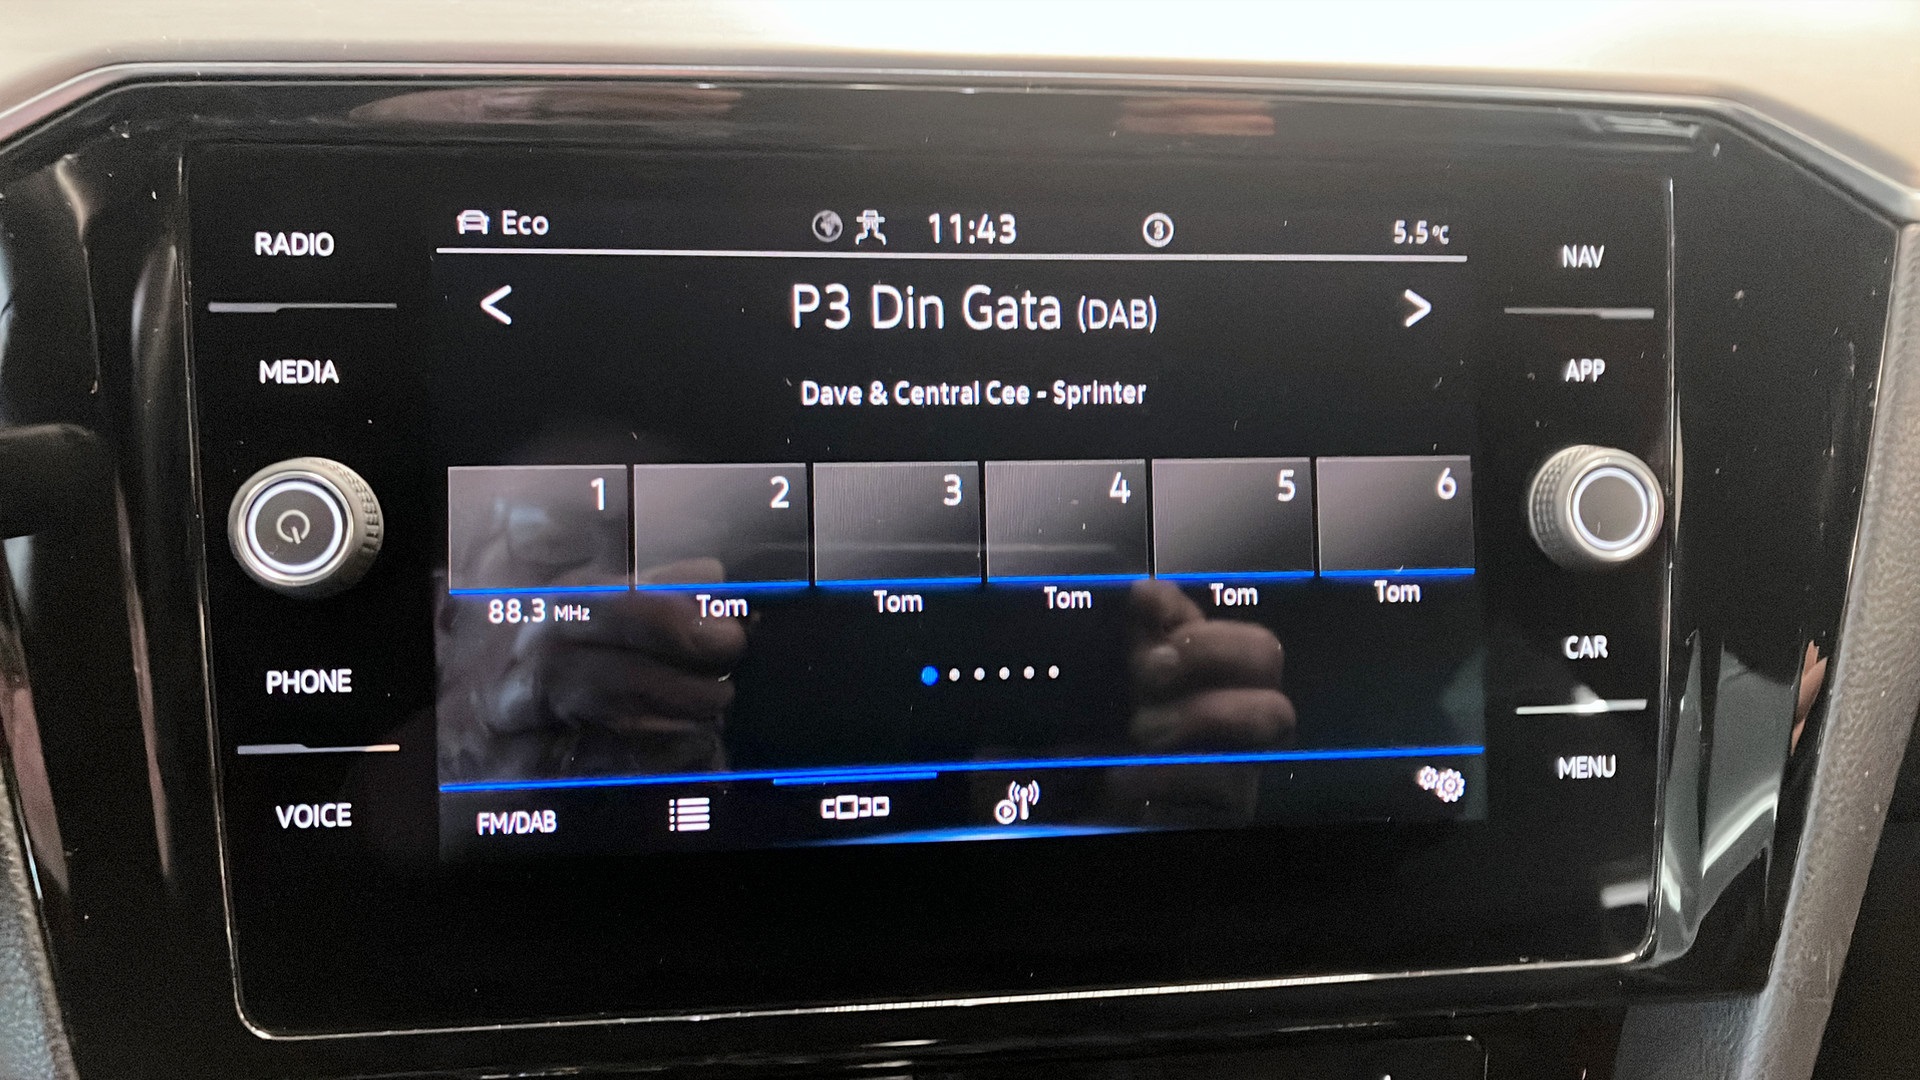 RADIO
MEDIA
PHONE
VOICE
Eco
11:43
3
5.5°C
P3 Din Gata (DAB)
Dave & Central Cee - Sprinter
1
2
3
4
5
6
88.3 MHz
Tom
Tom
Tom
Tom
Tom
FM/DAB
NAV
APP
CAR
MENU